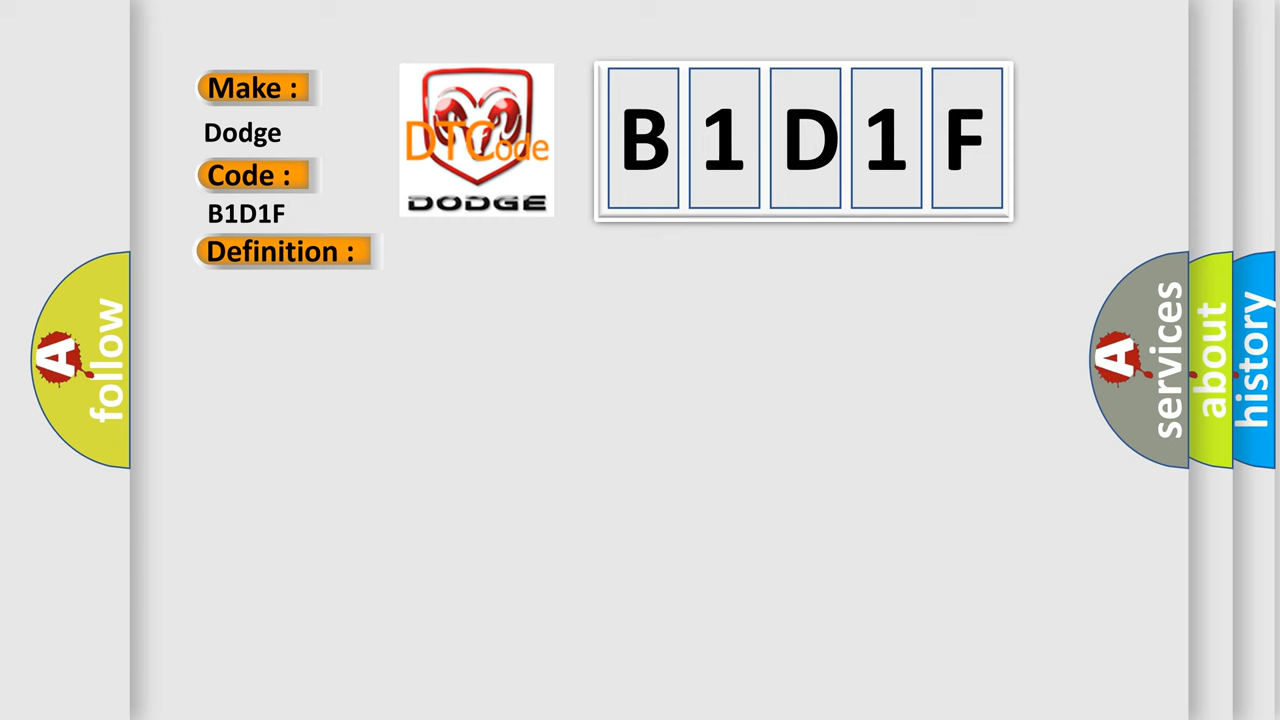 Make :
Dodge
Code :
B1D1F
Definition :
DTCode
DODGE
B 1 D 1 F
A follow
A services
about
history